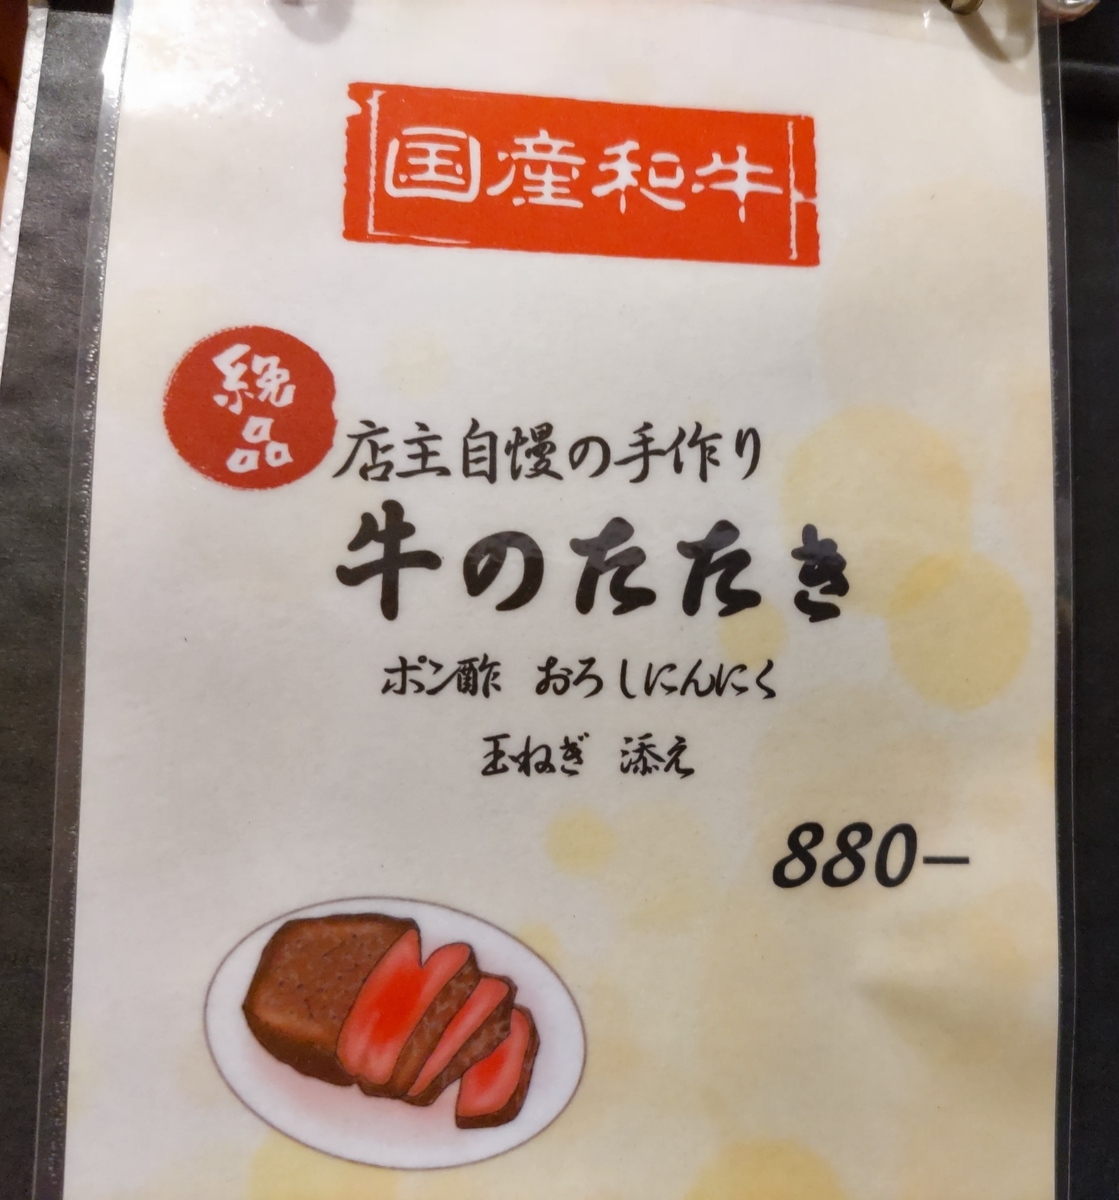 国産和牛
絶品
店主自慢の手作り
牛のたたき
ポン酢 おろしにんにく
玉ねぎ 添え
880−